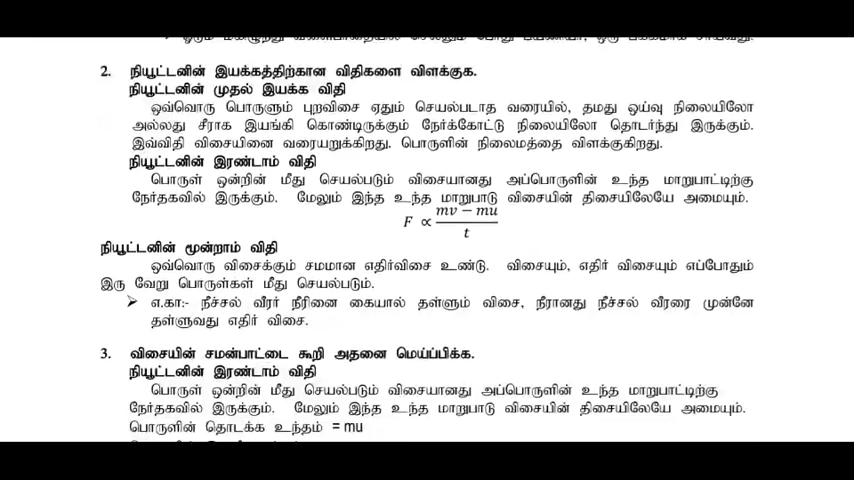 2. நியூட்டனின் இயக்கத்திற்கான விதிகளை விளக்குக.
நியூட்டனின் முதல் இயக்க விதி
ஒவ்வொரு பொருளும் புறவிசை ஏதும் செயல்படாத வரையில், தமது ஓய்வு நிலையிலோ
அல்லது சீராக இயங்கி கொண்டிருக்கும் நேர்க்கோட்டு நிலையிலோ தொடர்ந்து இருக்கும்.
இவ்விதி விசையினை வரையறுக்கிறது. பொருளின் நிலைமத்தை விளக்குகிறது.
நியூட்டனின் இரண்டாம் விதி
பொருள் ஒன்றின் மீது செயல்படும் விசையானது அப்பொருளின் உந்த மாறுபாட்டிற்கு
நேர்தகவில் இருக்கும். மேலும் இந்த உந்த மாறுபாடு விசையின் திசையிலேயே அமையும்.
F ∝ (mv − mu)/t
நியூட்டனின் மூன்றாம் விதி
ஒவ்வொரு விசைக்கும் சமமான எதிர்விசை உண்டு. விசையும், எதிர் விசையும் எப்போதும்
இரு வேறு பொருள்கள் மீது செயல்படும்.
➢ எ.கா:- நீச்சல் வீரர் நீரினை கையால் தள்ளும் விசை, நீரானது நீச்சல் வீரரை முன்னே
தள்ளுவது எதிர் விசை.
3. விசையின் சமன்பாட்டை கூறி அதனை மெய்ப்பிக்க.
நியூட்டனின் இரண்டாம் விதி
பொருள் ஒன்றின் மீது செயல்படும் விசையானது அப்பொருளின் உந்த மாறுபாட்டிற்கு
நேர்தகவில் இருக்கும். மேலும் இந்த உந்த மாறுபாடு விசையின் திசையிலேயே அமையும்.
பொருளின் தொடக்க உந்தம் = mu